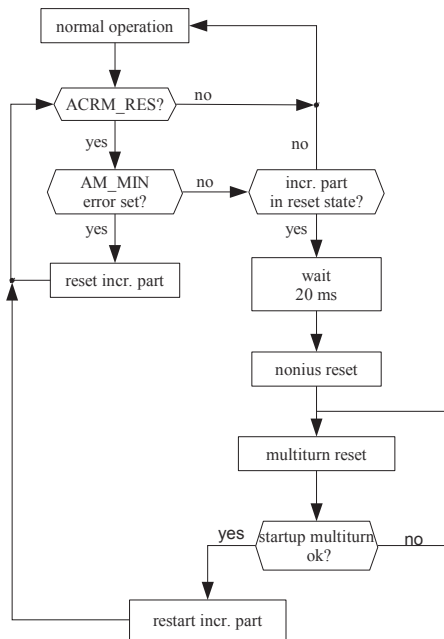 normal operation
ACRM_RES?
no
yes
no
AM_MIN
error set?
no
incr. part
in reset state?
yes
yes
reset incr. part
wait
20 ms
nonius reset
multiturn reset
yes
startup multiturn
ok?
no
restart incr. part